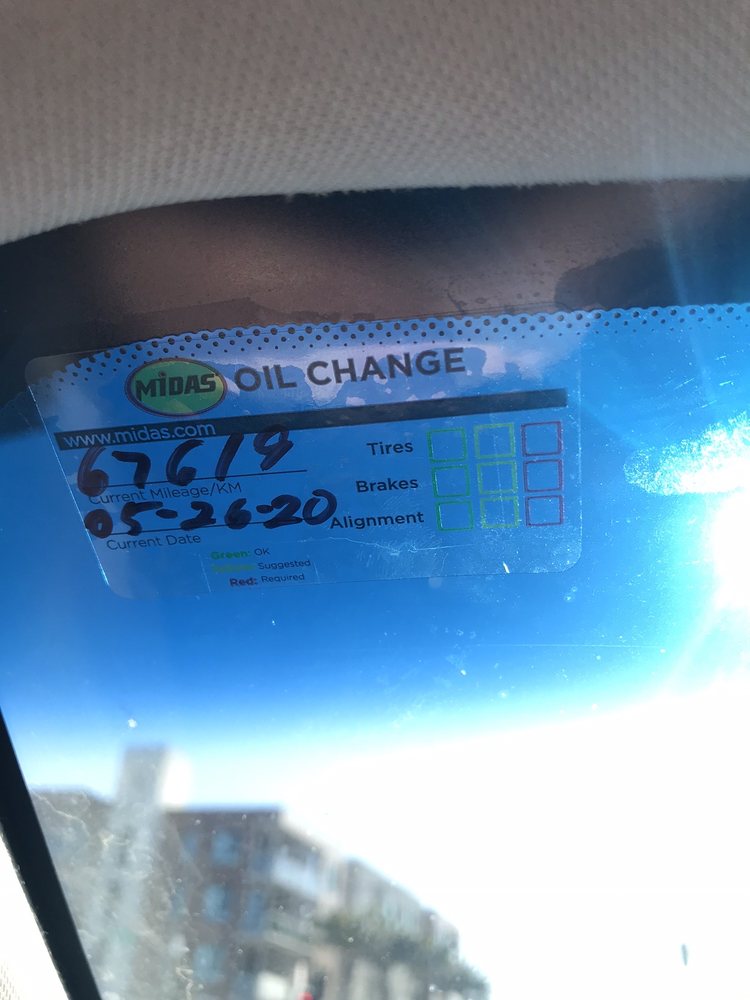 MIDAS OIL CHANGE
www.midas.com
67619
Current Mileage/KM
05-26-20
Current Date
Tires
Brakes
Alignment
Green: OK
Suggested
Red: Required